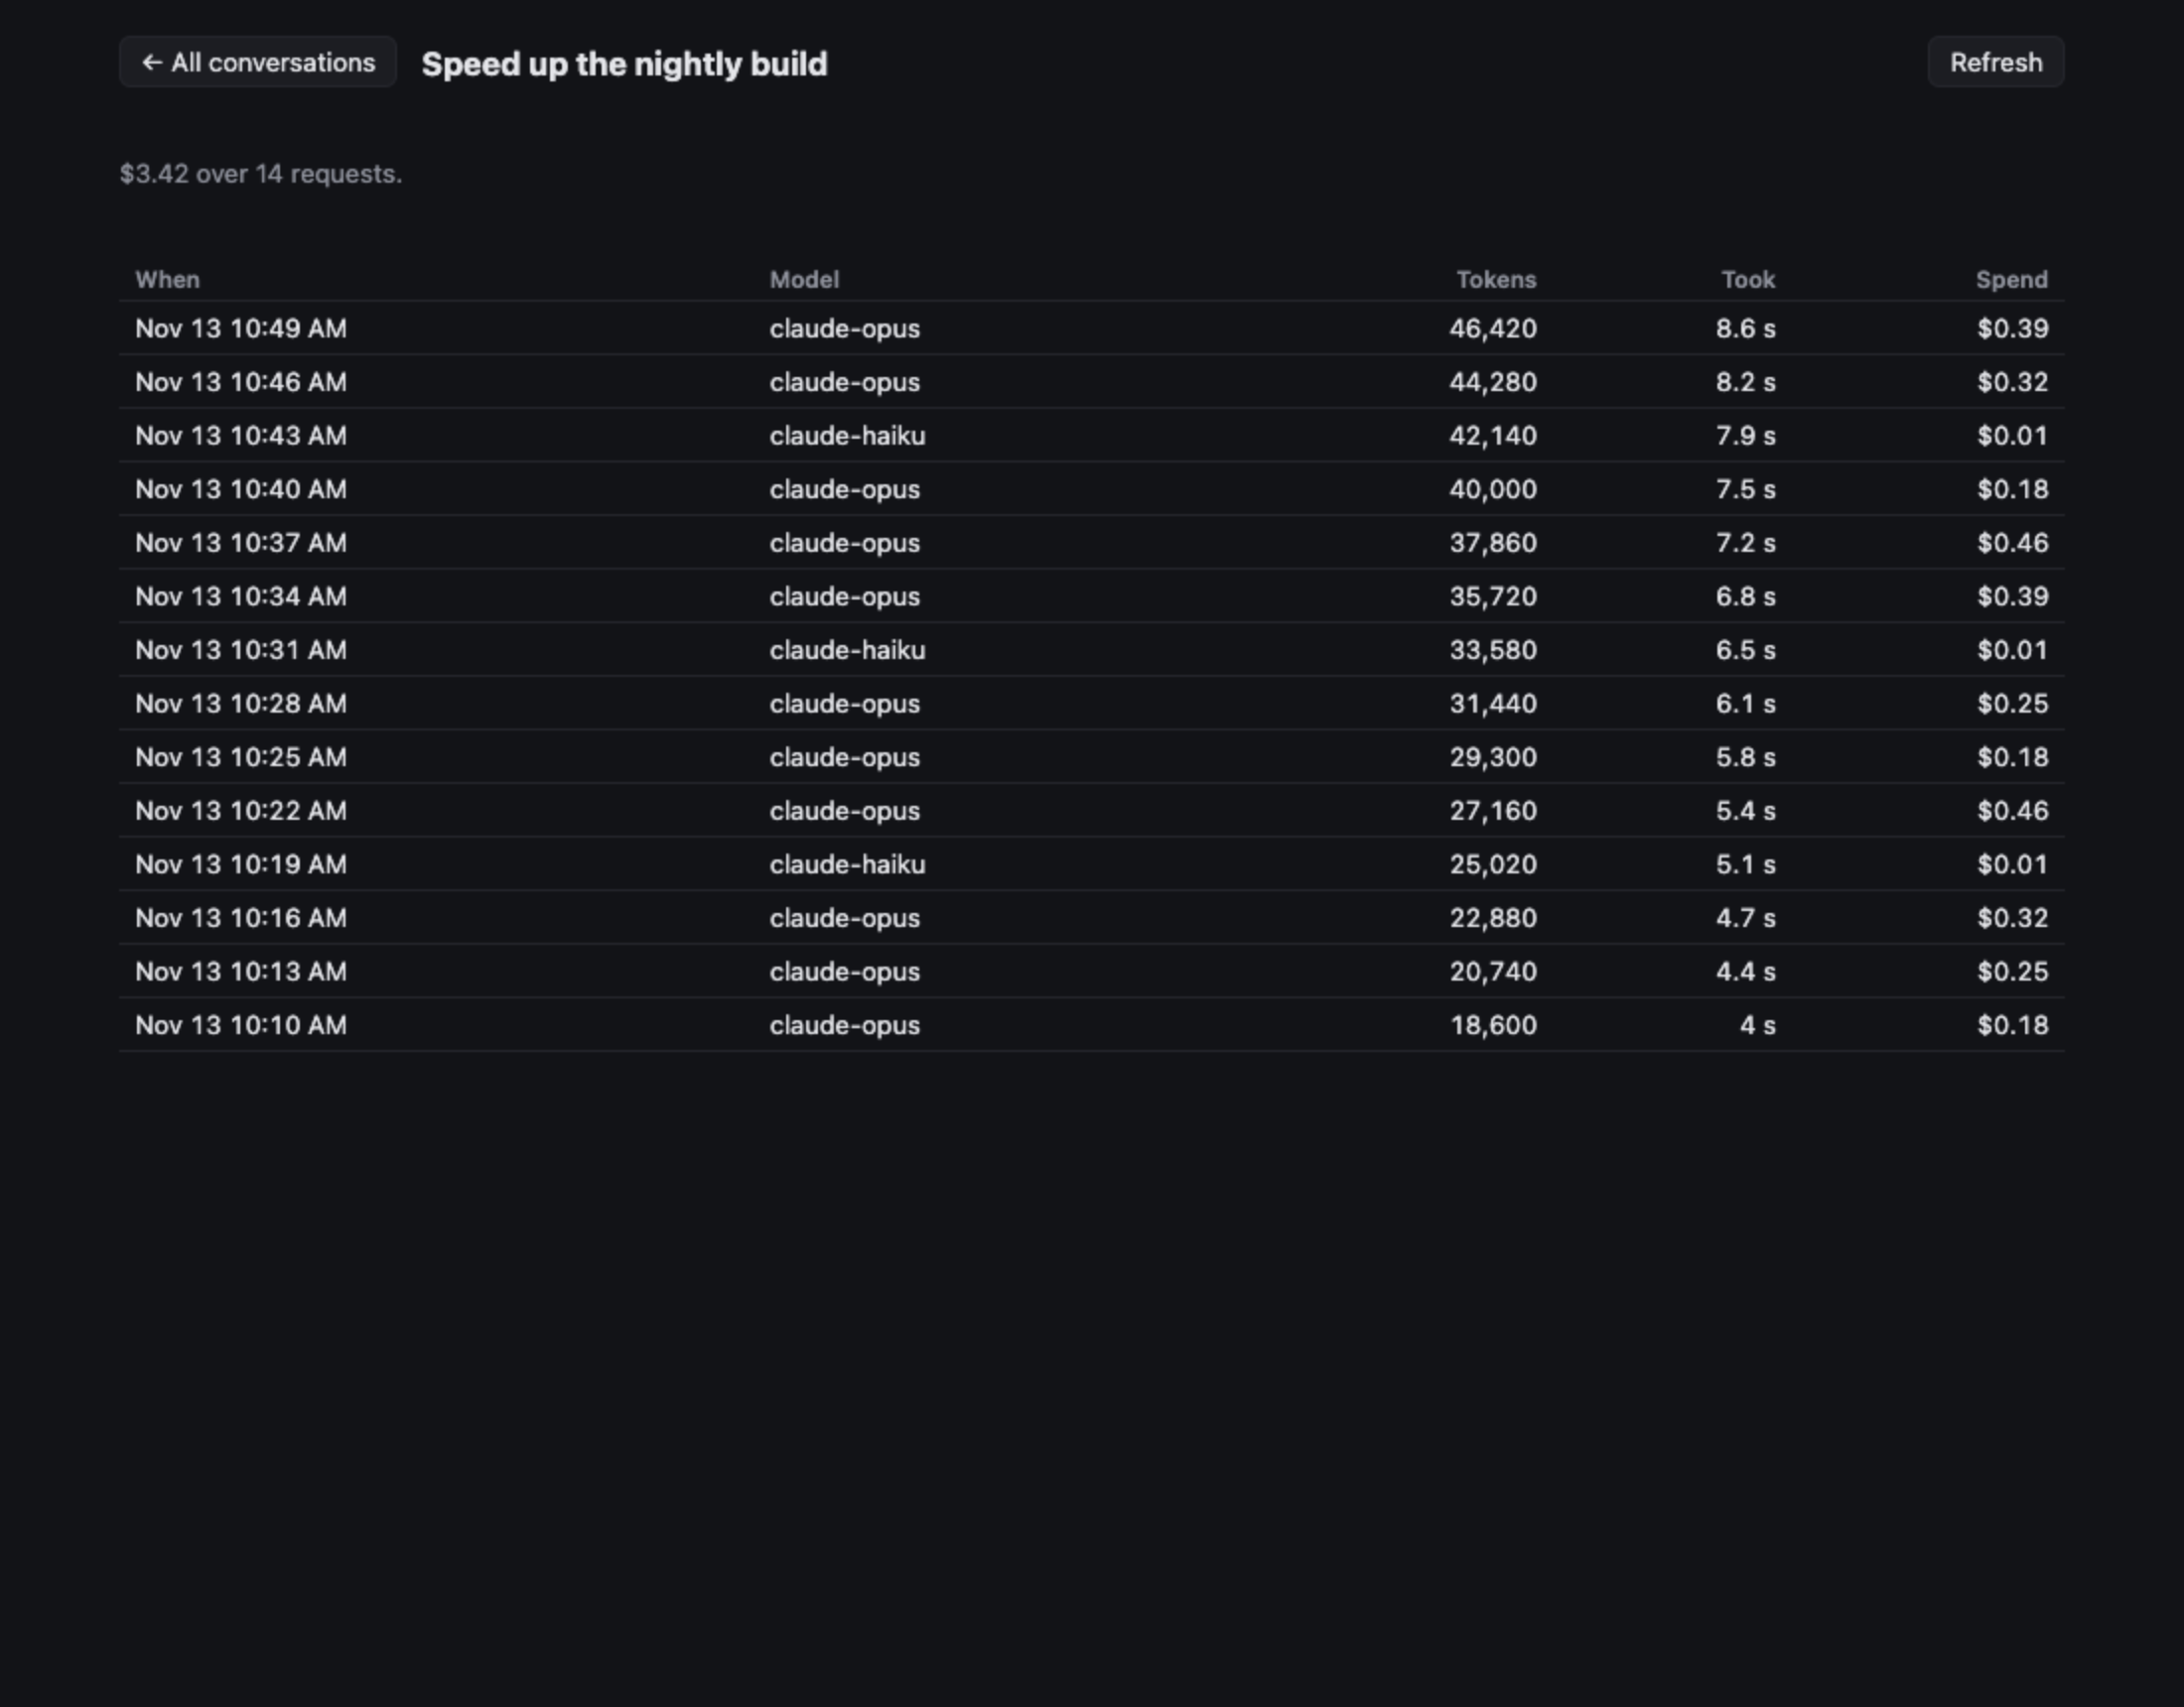 ← All conversations Speed up the nightly build Refresh
$3.42 over 14 requests.
When Model Tokens Took Spend
Nov 13 10:49 AM claude-opus 46,420 8.6 s $0.39
Nov 13 10:46 AM claude-opus 44,280 8.2 s $0.32
Nov 13 10:43 AM claude-haiku 42,140 7.9 s $0.01
Nov 13 10:40 AM claude-opus 40,000 7.5 s $0.18
Nov 13 10:37 AM claude-opus 37,860 7.2 s $0.46
Nov 13 10:34 AM claude-opus 35,720 6.8 s $0.39
Nov 13 10:31 AM claude-haiku 33,580 6.5 s $0.01
Nov 13 10:28 AM claude-opus 31,440 6.1 s $0.25
Nov 13 10:25 AM claude-opus 29,300 5.8 s $0.18
Nov 13 10:22 AM claude-opus 27,160 5.4 s $0.46
Nov 13 10:19 AM claude-haiku 25,020 5.1 s $0.01
Nov 13 10:16 AM claude-opus 22,880 4.7 s $0.32
Nov 13 10:13 AM claude-opus 20,740 4.4 s $0.25
Nov 13 10:10 AM claude-opus 18,600 4 s $0.18